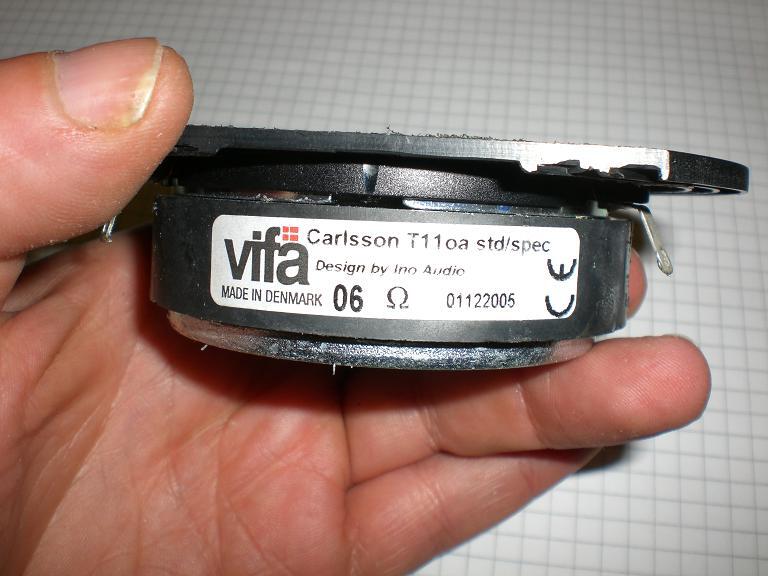 vifa Carlsson T11oa std/spec
Design by Ino Audio
MADE IN DENMARK 06 Ω 01122005 CE